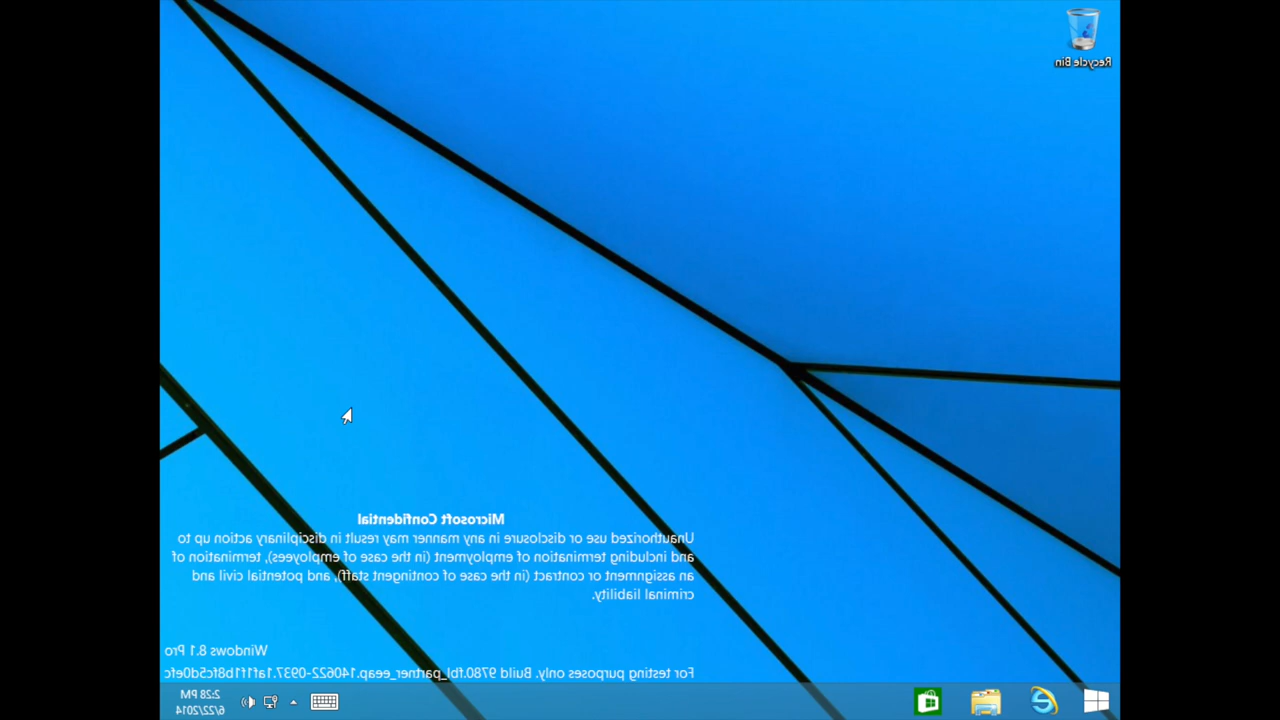 Recycle Bin
Microsoft Confidential
Unauthorized use or disclosure in any manner may result in disciplinary action up to
and including termination of employment (in the case of employees), termination of
an assignment or contract (in the case of contingent staff), and potential civil and
criminal liability.
Windows 8.1 Pro
For testing purposes only. Build 9780.fbl_partner_eeap.140622-0937.1af111b8fc5d0efc
2:28 PM
6/22/2014